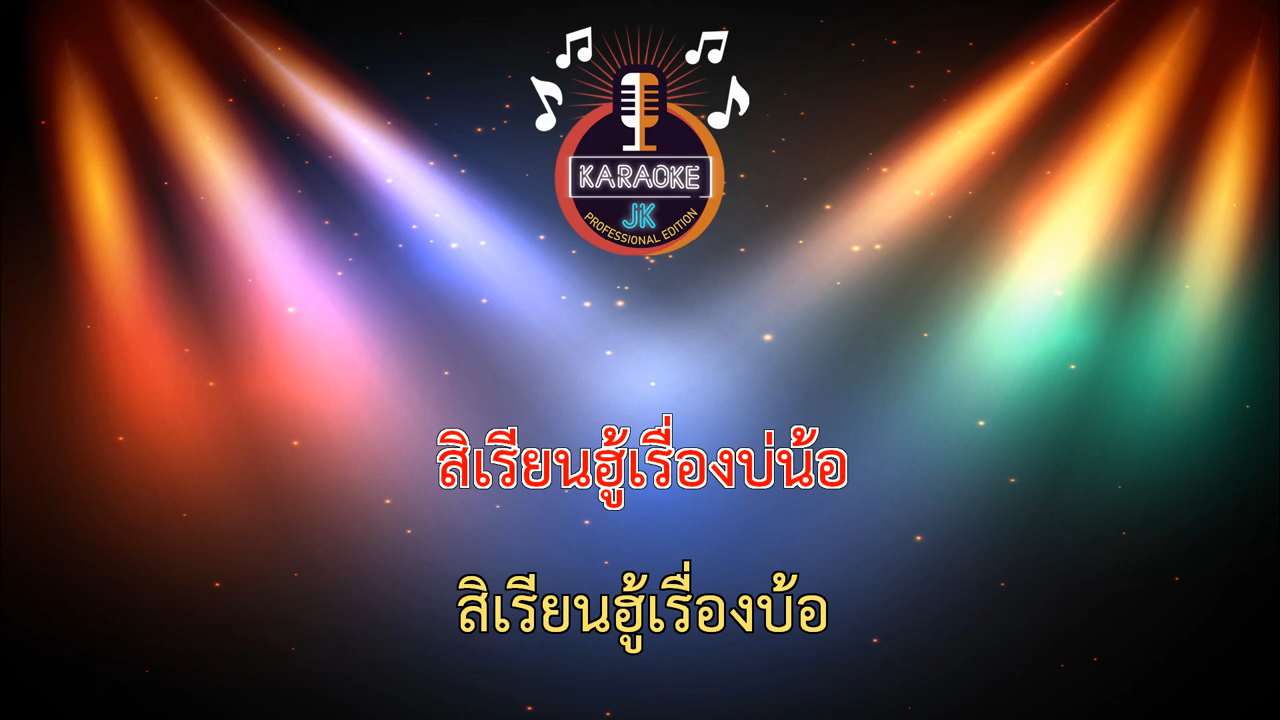 KARAOKE
JK
PROFESSIONAL EDITION
สิเรียนฮู้เรื่องบ่น้อ
สิเรียนฮู้เรื่องบ้อ